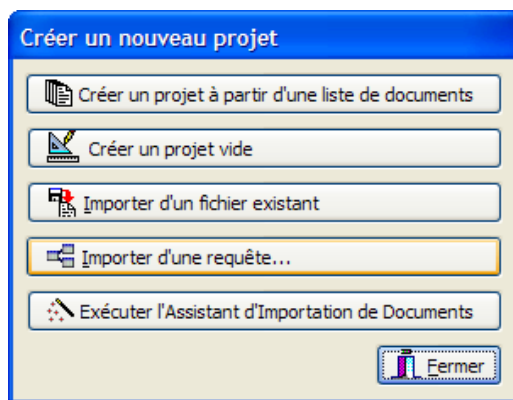 Créer un nouveau projet
Créer un projet à partir d'une liste de documents
Créer un projet vide
Importer d'un fichier existant
Importer d'une requête...
Exécuter l'Assistant d'Importation de Documents
Fermer